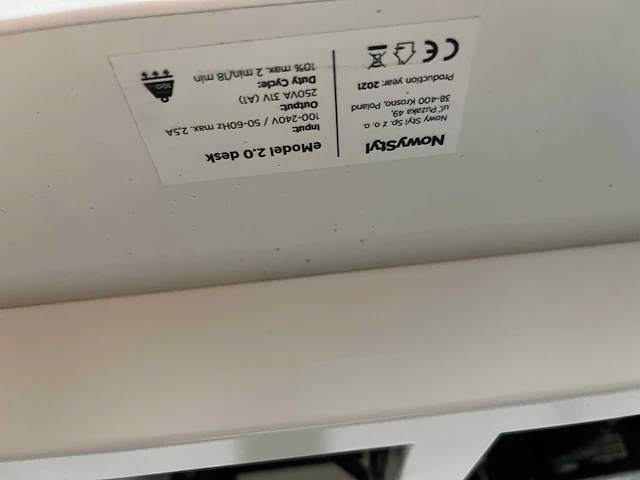 NowyStyl
Nowy Styl Sp. z o.o.
ul. Pużaka 49,
38-400 Krosno, Poland
Production year: 2021
CE
eModel 2.0 desk
Input:
100-240V / 50-60Hz max. 2.5A
Output:
250VA 31V (A1)
Duty Cycle:
10% max. 2 min/18 min
100